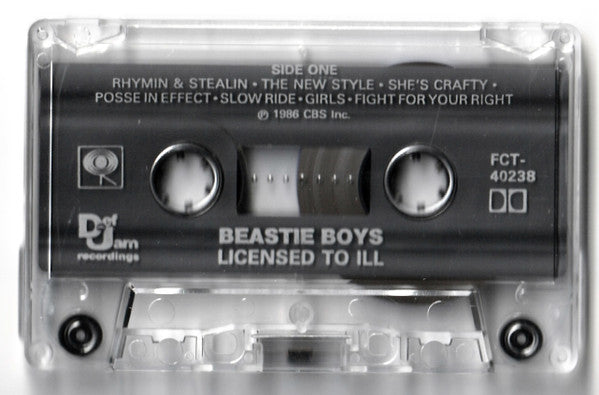 SIDE ONE
RHYMIN & STEALIN • THE NEW STYLE • SHE'S CRAFTY •
POSSE IN EFFECT • SLOW RIDE • GIRLS • FIGHT FOR YOUR RIGHT
℗ 1986 CBS Inc.
FCT-
40238
Def
Jam
recordings
BEASTIE BOYS
LICENSED TO ILL